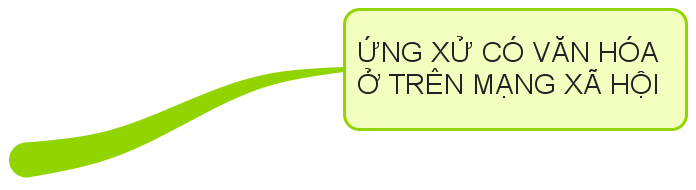 ỨNG XỬ CÓ VĂN HÓA
Ở TRÊN MẠNG XÃ HỘI